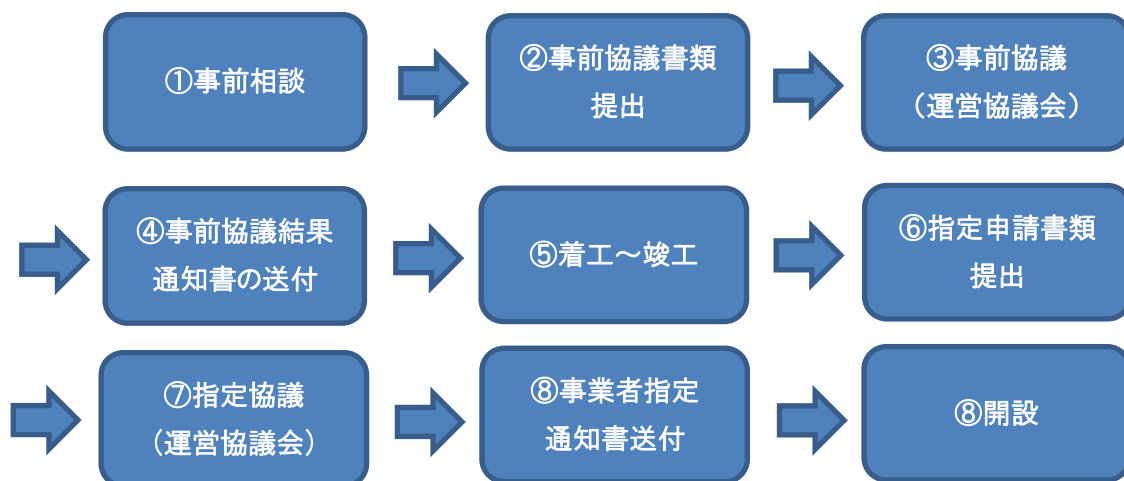 ①事前相談
②事前協議書類
提出
③事前協議
（運営協議会）
④事前協議結果
通知書の送付
⑤着工～竣工
⑥指定申請書類
提出
⑦指定協議
（運営協議会）
⑧事業者指定
通知書送付
⑧開設